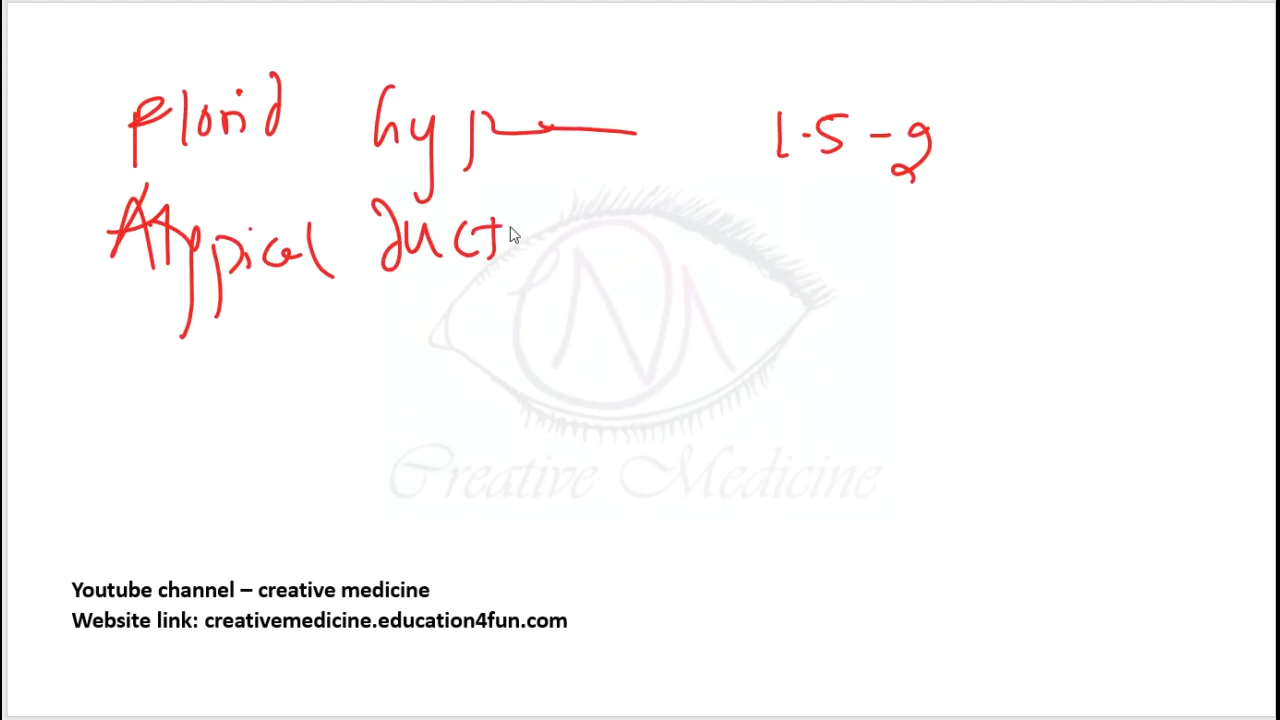 Florid hyp 1.5-2
Atypical duct
Creative Medicine
Youtube channel – creative medicine
Website link: creativemedicine.education4fun.com